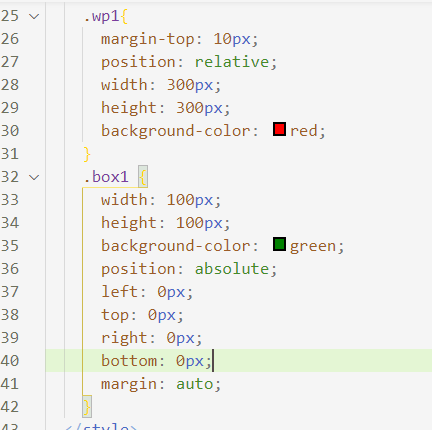 25 .wp1{
26 margin-top: 10px;
27 position: relative;
28 width: 300px;
29 height: 300px;
30 background-color: red;
31 }
32 .box1 {
33 width: 100px;
34 height: 100px;
35 background-color: green;
36 position: absolute;
37 left: 0px;
38 top: 0px;
39 right: 0px;
40 bottom: 0px;
41 margin: auto;
42 }
43 </style>